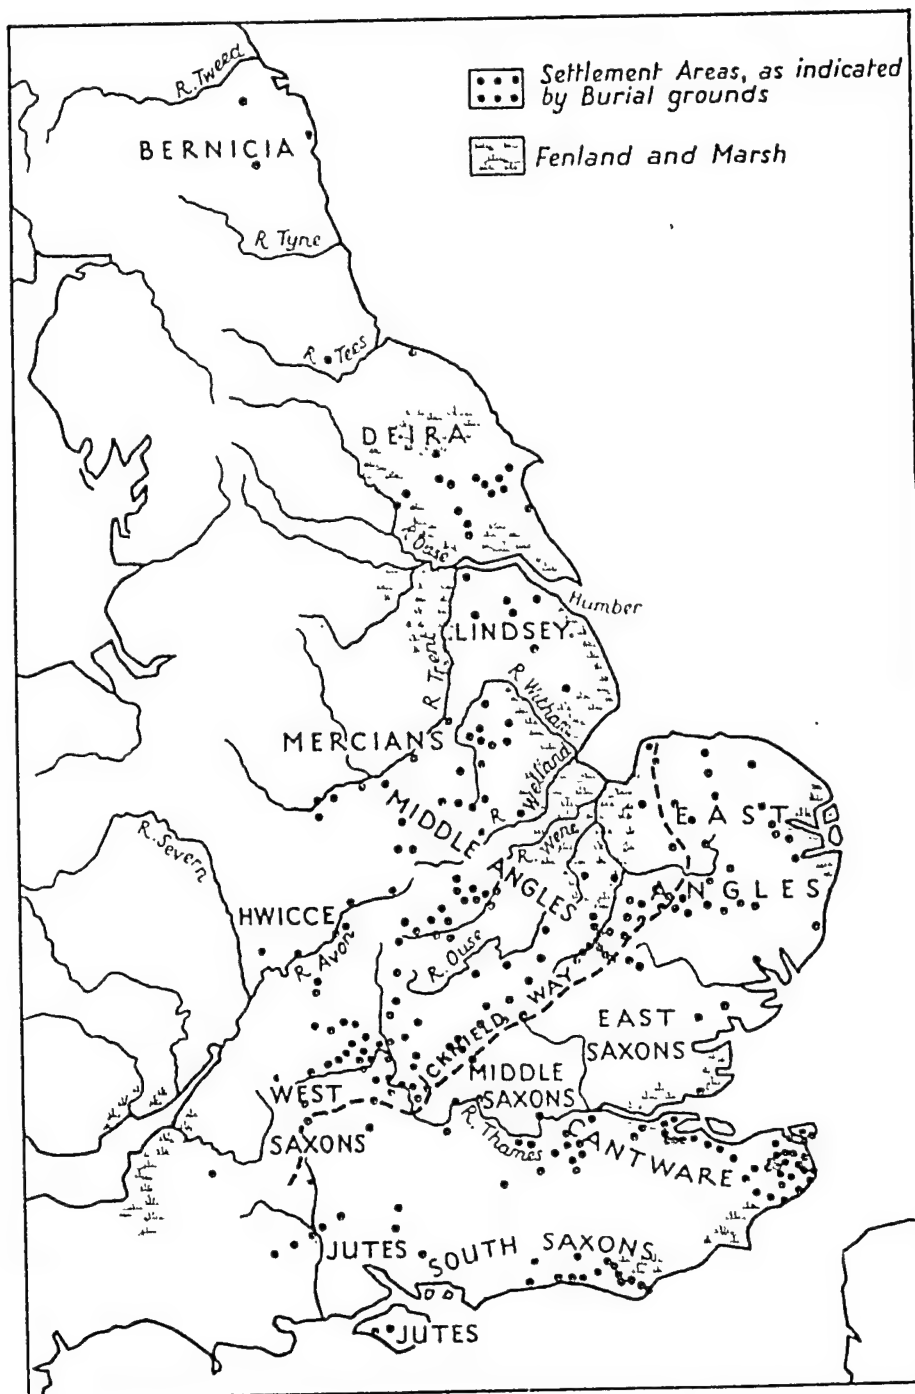 Settlement Areas, as indicated
by Burial grounds
Fenland and Marsh
R. Tweed
BERNICIA
R Tyne
R. Tees
DEIRA
R. Ouse
Humber
LINDSEY
R Trent
R Witham
MERCIANS
R Welland
MIDDLE
ANGLES
R. Nene
EAST
ANGLES
R. Severn
HWICCE
R Avon
R. Ouse
ICKNIELD WAY
EAST
SAXONS
MIDDLE
SAXONS
WEST
SAXONS
R. Thames
CANTWARE
JUTES
SOUTH SAXONS
JUTES